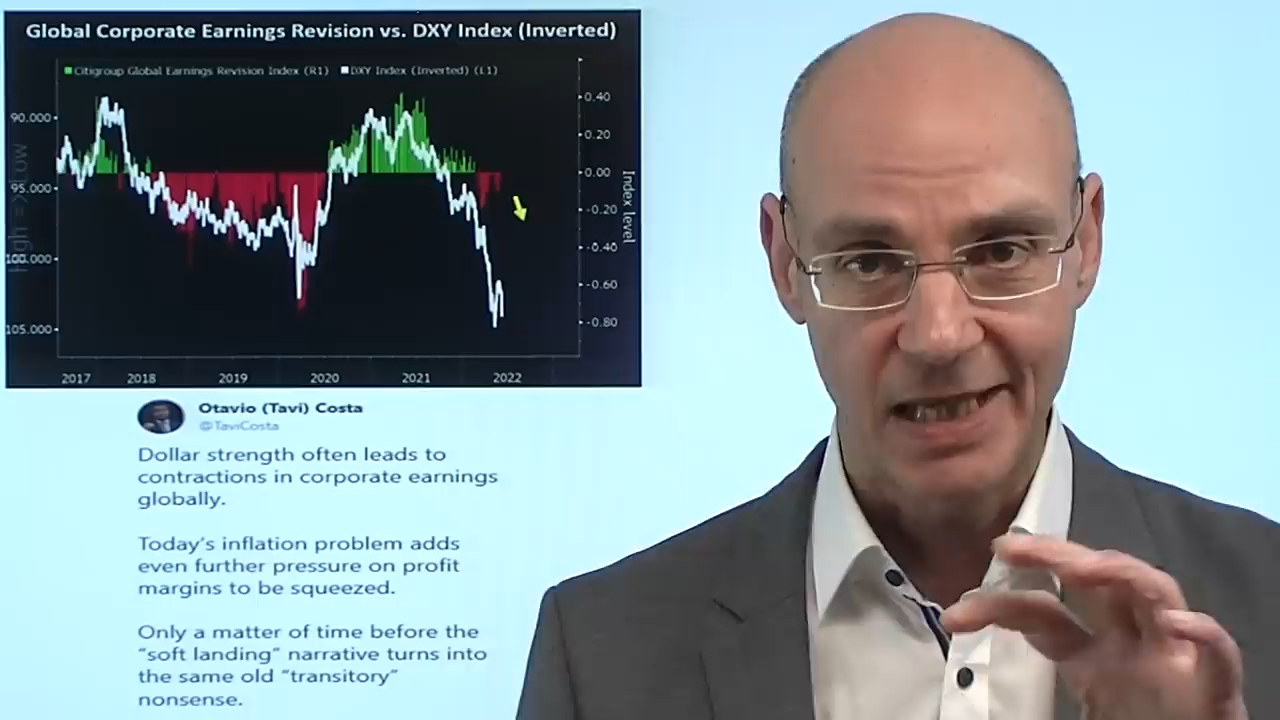 Global Corporate Earnings Revision vs. DXY Index (Inverted)
Citigroup Global Earnings Revision Index (R1) DXY Index (Inverted) (L1)
90.000
95.000
100.000
105.000
High => Low
0.40
0.20
0.00
-0.20
-0.40
-0.60
-0.80
Index level
2017 2018 2019 2020 2021 2022
Otavio (Tavi) Costa
@TaviCosta
Dollar strength often leads to
contractions in corporate earnings
globally.
Today's inflation problem adds
even further pressure on profit
margins to be squeezed.
Only a matter of time before the
"soft landing" narrative turns into
the same old "transitory"
nonsense.